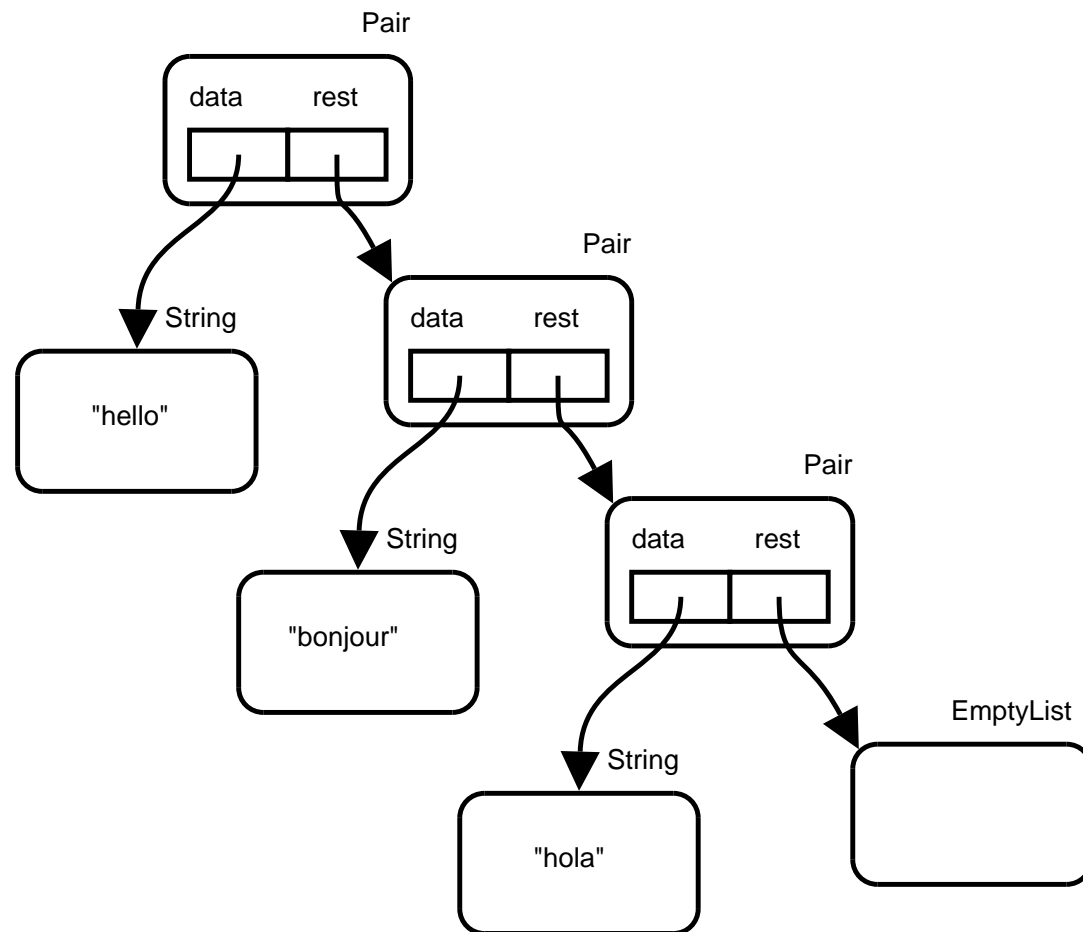 Pair
data rest
Pair
String
data rest
"hello"
Pair
String
data rest
"bonjour"
EmptyList
String
"hola"